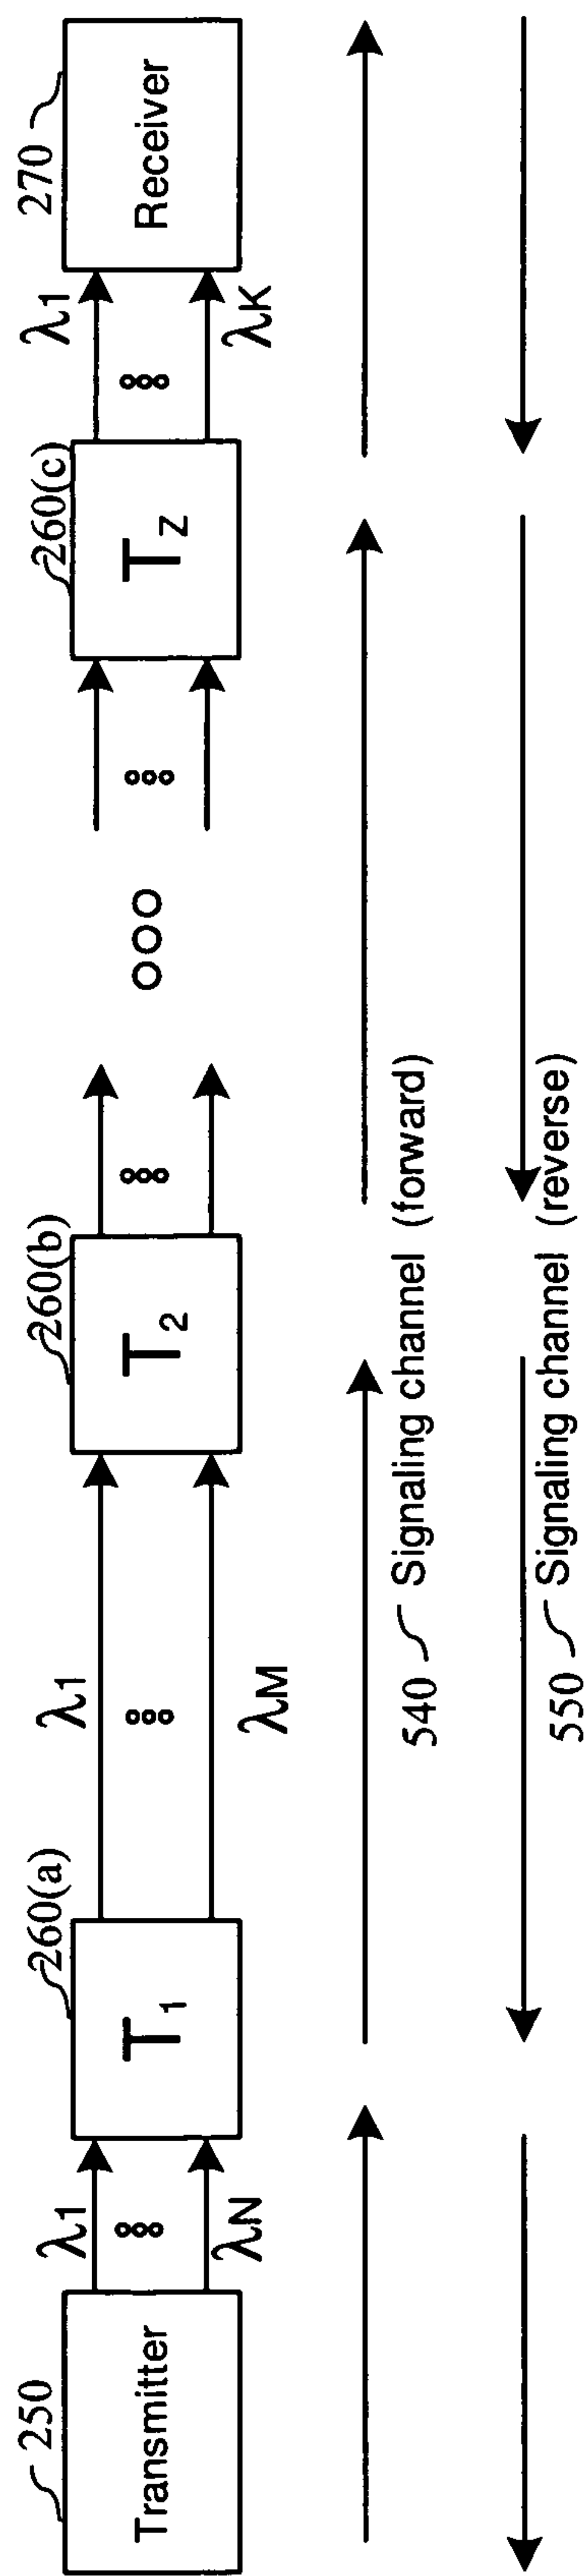 250
260(a)
260(b)
260(c)
270
Transmitter
λ1
λN
T1
λ1
λM
T2
TZ
λ1
λK
Receiver
540 Signaling channel (forward)
550 Signaling channel (reverse)